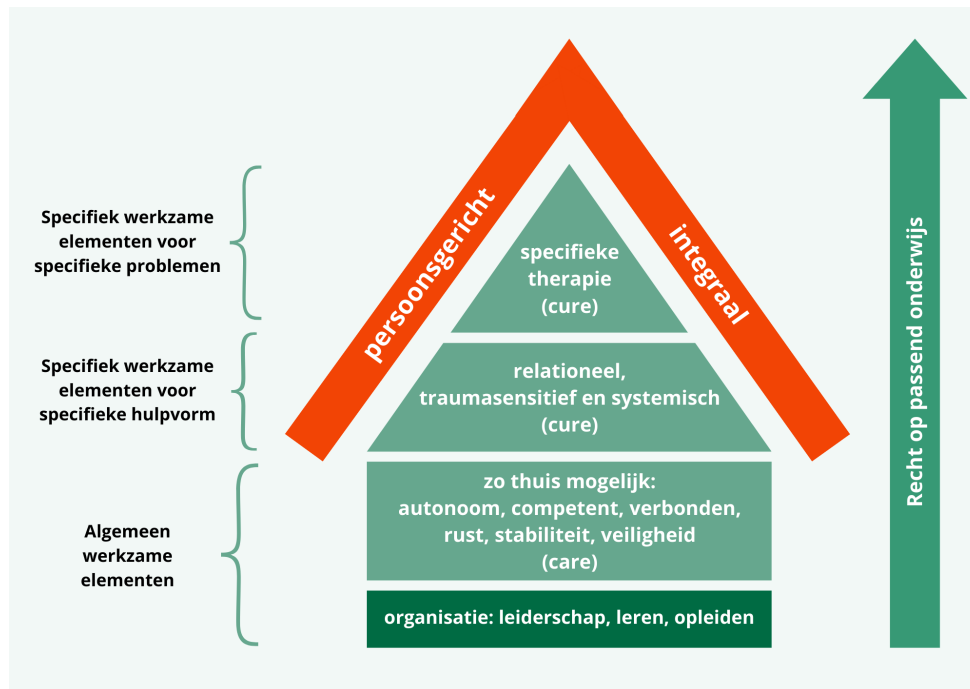 Specifiek werkzame
elementen voor
specifieke problemen
Specifiek werkzame
elementen voor
specifieke hulpvorm
Algemeen
werkzame
elementen
persoonsgericht
integraal
specifieke
therapie
(cure)
relationeel,
traumasensitief en systemisch
(cure)
zo thuis mogelijk:
autonoom, competent, verbonden,
rust, stabiliteit, veiligheid
(care)
organisatie: leiderschap, leren, opleiden
Recht op passend onderwijs